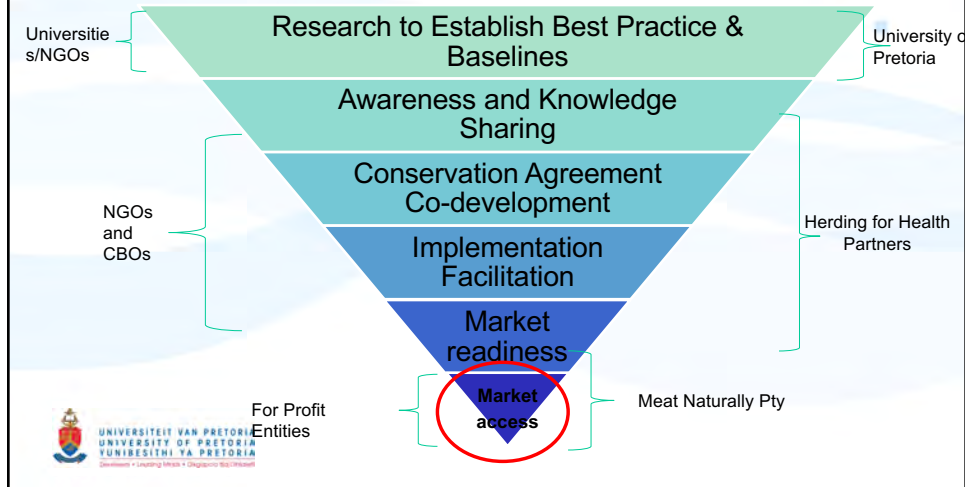 Universitie
s/NGOs
Research to Establish Best Practice &
Baselines
University o
Pretoria
Awareness and Knowledge
Sharing
NGOs
and
CBOs
Conservation Agreement
Co-development
Herding for Health
Partners
Implementation
Facilitation
Market
readiness
For Profit
Entities
Market
access
Meat Naturally Pty
UNIVERSITEIT VAN PRETORIA
UNIVERSITY OF PRETORIA
YUNIBESITHI YA PRETORIA